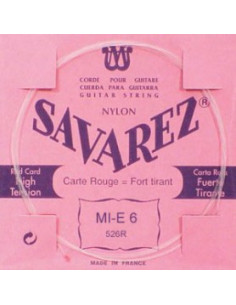 CORDE POUR GUITARE
CUERDA PARA GUITARRA
GUITAR STRING
NYLON
SAVAREZ®
Red Card
High
Tension
Carte Rouge = Fort tirant
Carta Roja
Fuerte
Tirante
MI-E 6
526R
MADE IN FRANCE